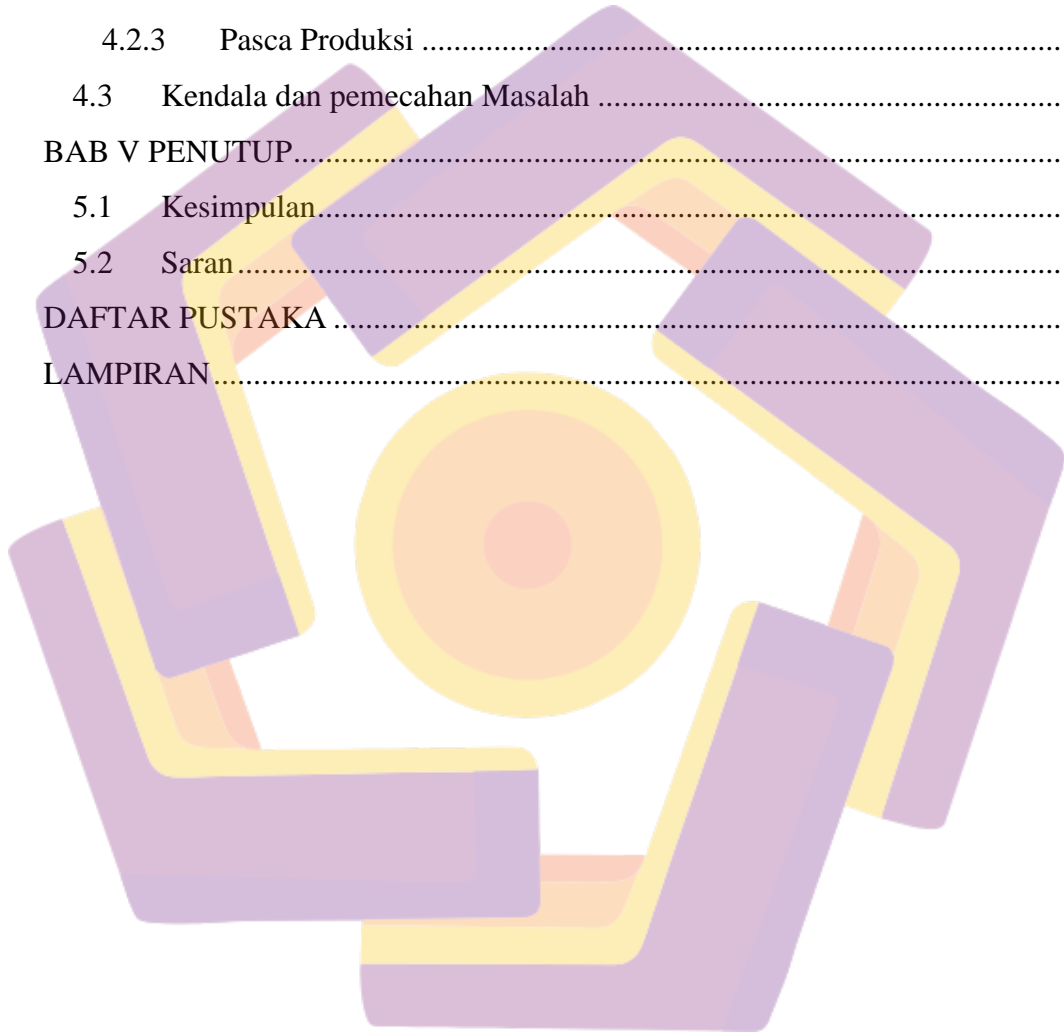 4.2.3 Pasca Produksi ........................................................................
4.3 Kendala dan pemecahan Masalah ....................................................
BAB V PENUTUP.....................................................................................
5.1 Kesimpulan...................................................................................
5.2 Saran............................................................................................
DAFTAR PUSTAKA .................................................................................
LAMPIRAN..............................................................................................